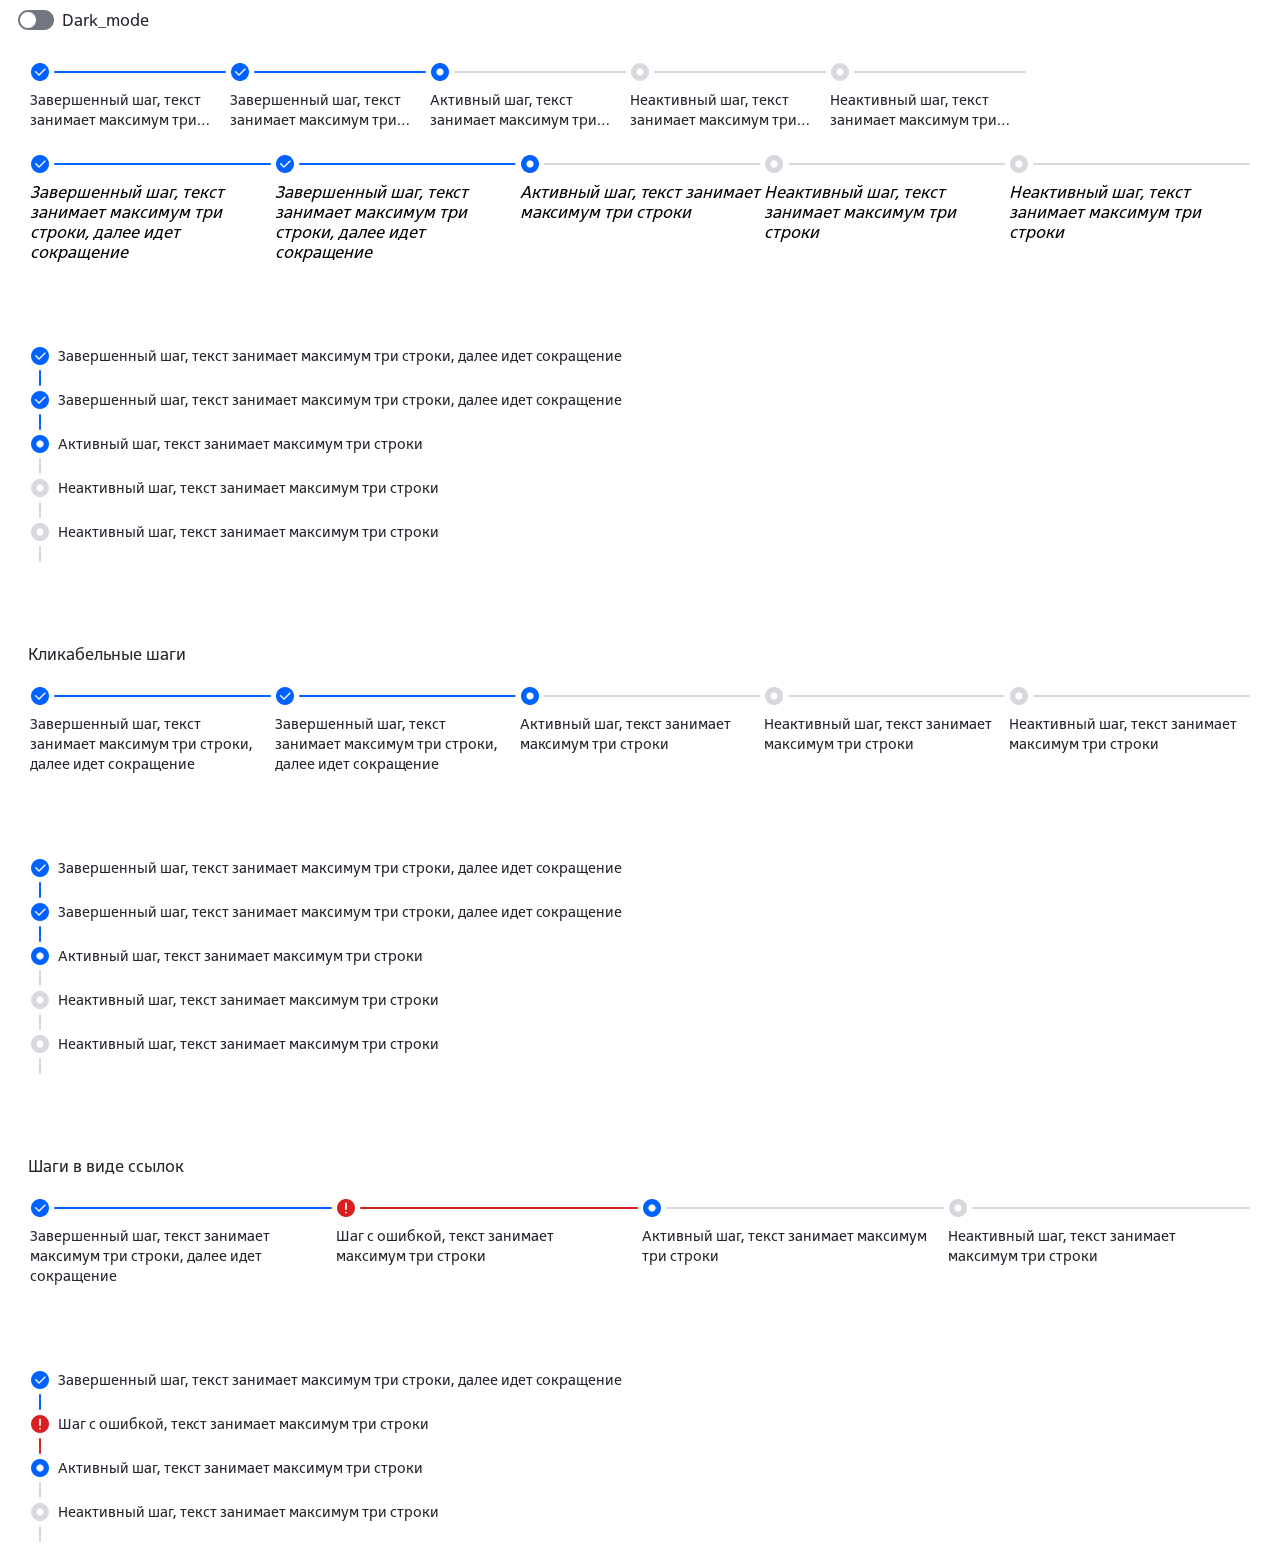 Dark_mode
Завершенный шаг, текст
занимает максимум три...
Завершенный шаг, текст
занимает максимум три...
Активный шаг, текст
занимает максимум три...
Неактивный шаг, текст
занимает максимум три...
Неактивный шаг, текст
занимает максимум три...
Завершенный шаг, текст
занимает максимум три
строки, далее идет
сокращение
Завершенный шаг, текст
занимает максимум три
строки, далее идет
сокращение
Активный шаг, текст занимает
максимум три строки
Неактивный шаг, текст
занимает максимум три
строки
Неактивный шаг, текст
занимает максимум три
строки
Завершенный шаг, текст занимает максимум три строки, далее идет сокращение
Завершенный шаг, текст занимает максимум три строки, далее идет сокращение
Активный шаг, текст занимает максимум три строки
Неактивный шаг, текст занимает максимум три строки
Неактивный шаг, текст занимает максимум три строки
Кликабельные шаги
Завершенный шаг, текст
занимает максимум три строки,
далее идет сокращение
Завершенный шаг, текст
занимает максимум три строки,
далее идет сокращение
Активный шаг, текст занимает
максимум три строки
Неактивный шаг, текст занимает
максимум три строки
Неактивный шаг, текст занимает
максимум три строки
Завершенный шаг, текст занимает максимум три строки, далее идет сокращение
Завершенный шаг, текст занимает максимум три строки, далее идет сокращение
Активный шаг, текст занимает максимум три строки
Неактивный шаг, текст занимает максимум три строки
Неактивный шаг, текст занимает максимум три строки
Шаги в виде ссылок
Завершенный шаг, текст занимает
максимум три строки, далее идет
сокращение
Шаг с ошибкой, текст занимает
максимум три строки
Активный шаг, текст занимает максимум
три строки
Неактивный шаг, текст занимает
максимум три строки
Завершенный шаг, текст занимает максимум три строки, далее идет сокращение
Шаг с ошибкой, текст занимает максимум три строки
Активный шаг, текст занимает максимум три строки
Неактивный шаг, текст занимает максимум три строки